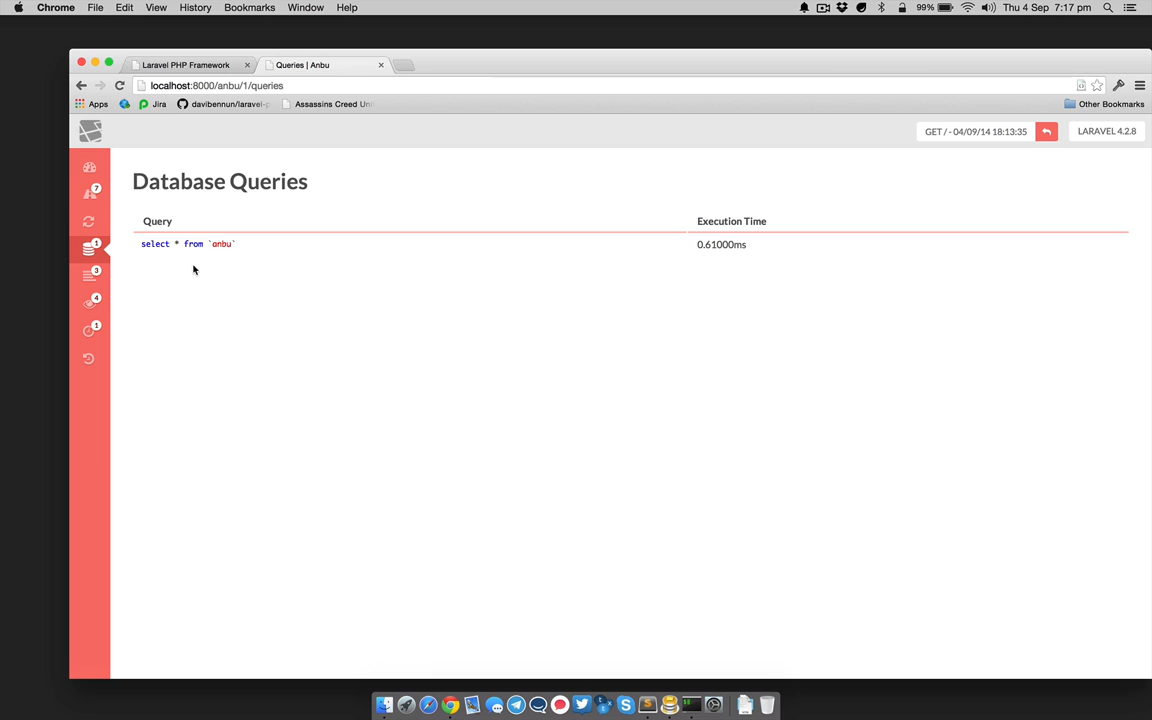 Chrome File Edit View History Bookmarks Window Help 99% Thu 4 Sep 7:17 pm
Laravel PHP Framework Queries | Anbu
localhost:8000/anbu/1/queries
Apps Jira davibennun/laravel-p Assassins Creed Uni Other Bookmarks
GET / - 04/09/14 18:13:35 LARAVEL 4.2.8
7
1
3
4
1
Database Queries
Query Execution Time
select * from `anbu` 0.61000ms